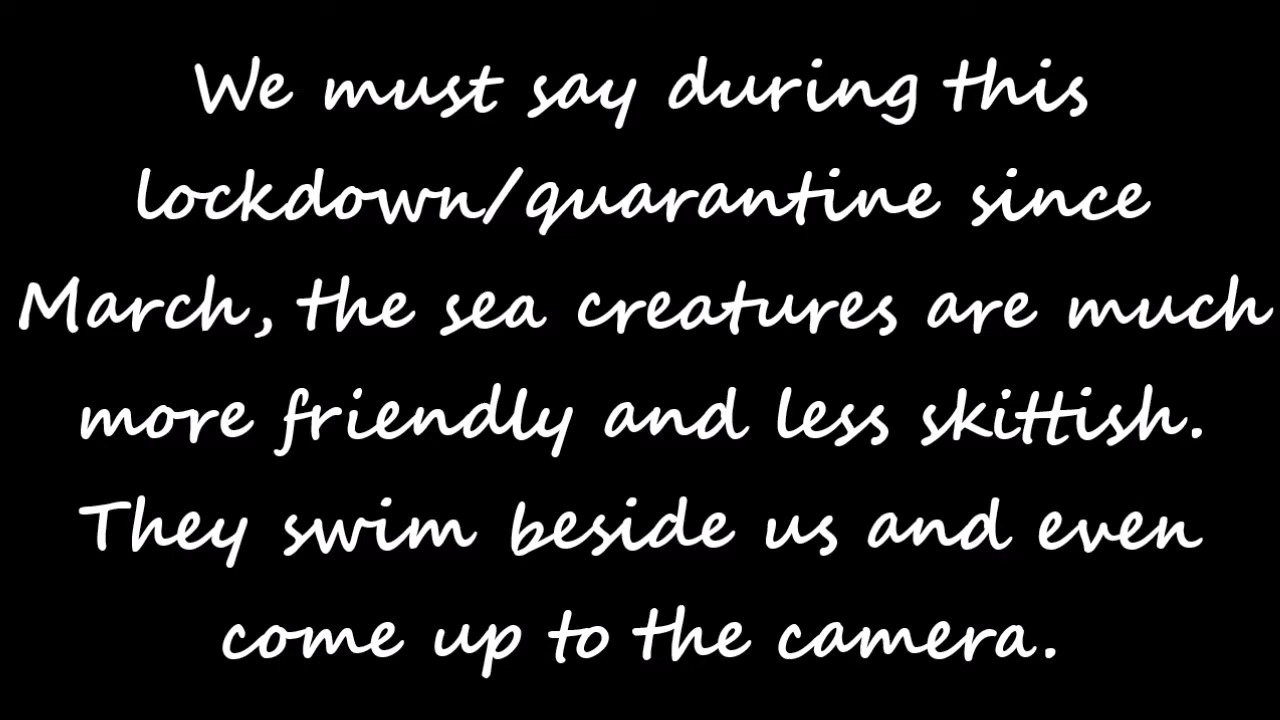 We must say during this
lockdown/quarantine since
March, the sea creatures are much
more friendly and less skittish.
They swim beside us and even
come up to the camera.